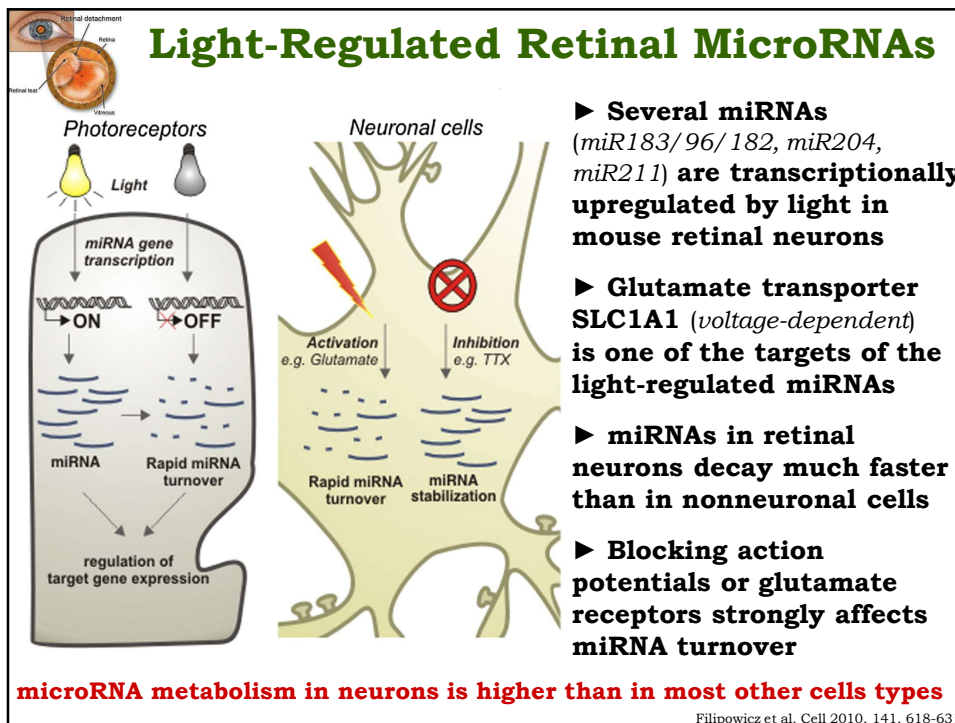 Light-Regulated Retinal MicroRNAs
Retinal detachment
Retina
Retinal tear
Vitreous
Photoreceptors
Light
miRNA gene
transcription
ON
OFF
miRNA
Rapid miRNA
turnover
regulation of
target gene expression
Neuronal cells
Activation
e.g. Glutamate
Inhibition
e.g. TTX
Rapid miRNA
turnover
miRNA
stabilization
► Several miRNAs
(miR183/96/182, miR204,
miR211) are transcriptionally
upregulated by light in
mouse retinal neurons
► Glutamate transporter
SLC1A1 (voltage-dependent)
is one of the targets of the
light-regulated miRNAs
► miRNAs in retinal
neurons decay much faster
than in nonneuronal cells
► Blocking action
potentials or glutamate
receptors strongly affects
miRNA turnover
microRNA metabolism in neurons is higher than in most other cells types
Filipowicz et al. Cell 2010, 141, 618-63